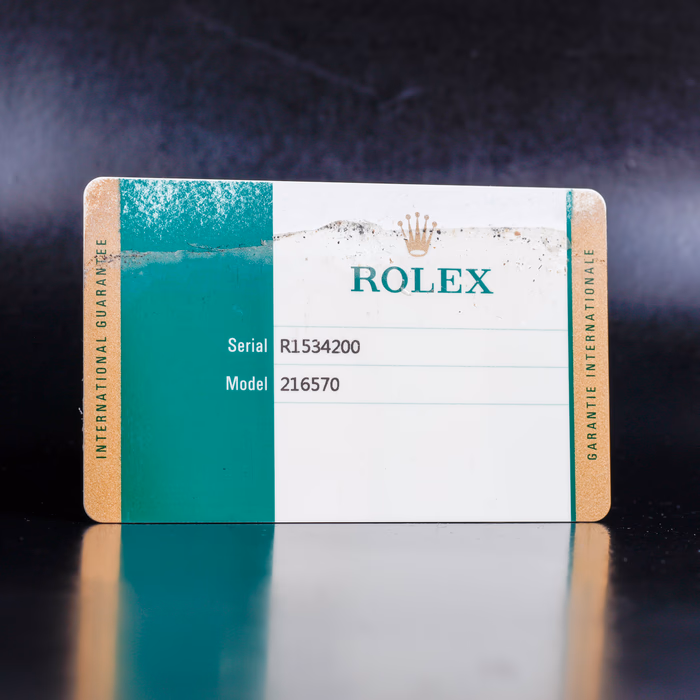 INTERNATIONAL GUARANTEE
ROLEX
Serial R1534200
Model 216570
GARANTIE INTERNATIONALE